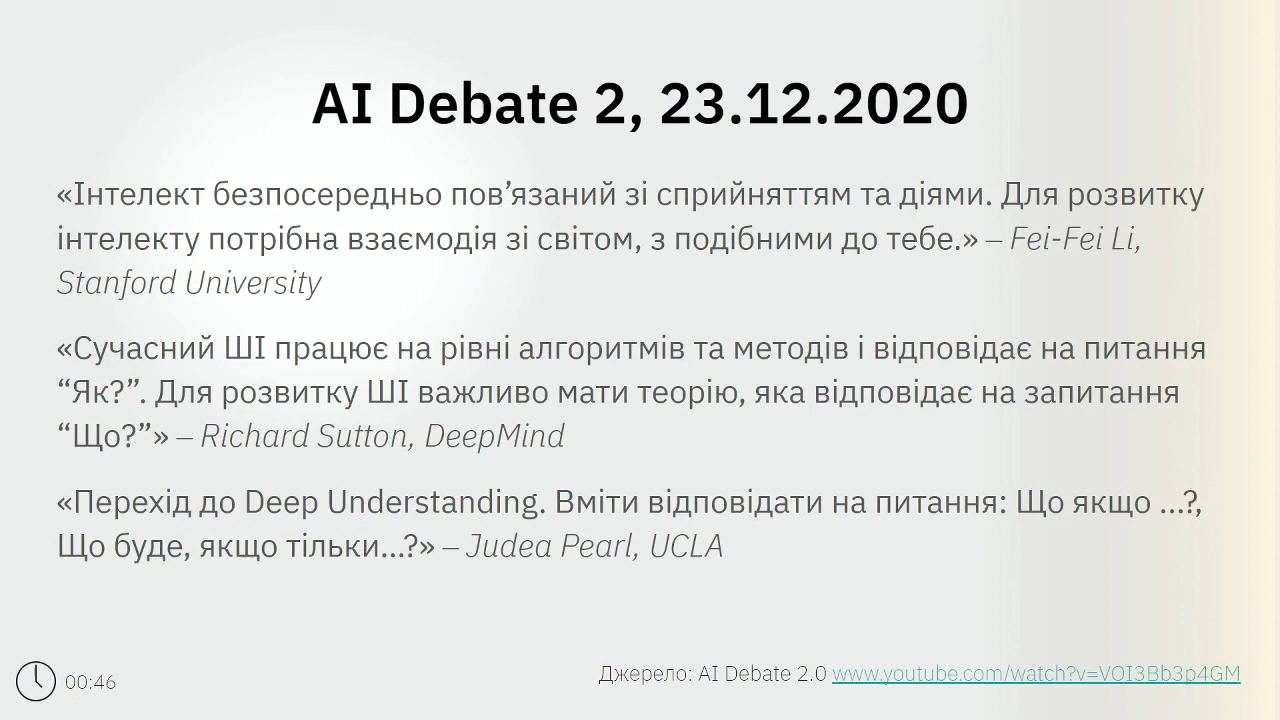 AI Debate 2, 23.12.2020
«Інтелект безпосередньо пов’язаний зі сприйняттям та діями. Для розвитку
інтелекту потрібна взаємодія зі світом, з подібними до тебе.» – Fei-Fei Li,
Stanford University
«Сучасний ШІ працює на рівні алгоритмів та методів і відповідає на питання
“Як?”. Для розвитку ШІ важливо мати теорію, яка відповідає на запитання
“Що?”» – Richard Sutton, DeepMind
«Перехід до Deep Understanding. Вміти відповідати на питання: Що якщо ...?,
Що буде, якщо тільки...?» – Judea Pearl, UCLA
Джерело: AI Debate 2.0 www.youtube.com/watch?v=VOI3Bb3p4GM
00:46